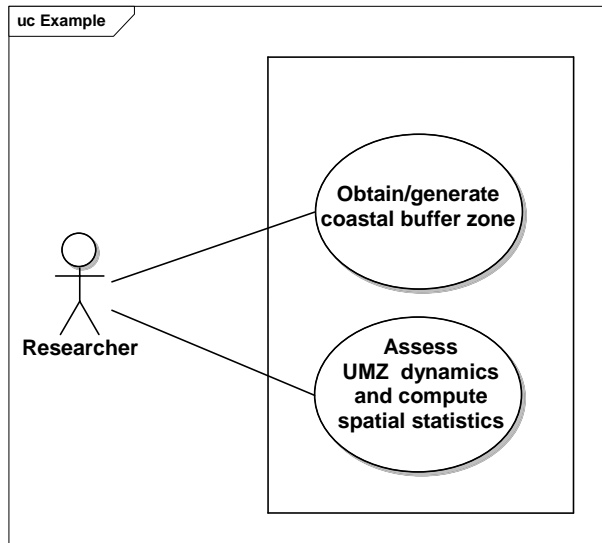 uc Example
Obtain/generate
coastal buffer zone
Researcher
Assess
UMZ dynamics
and compute
spatial statistics